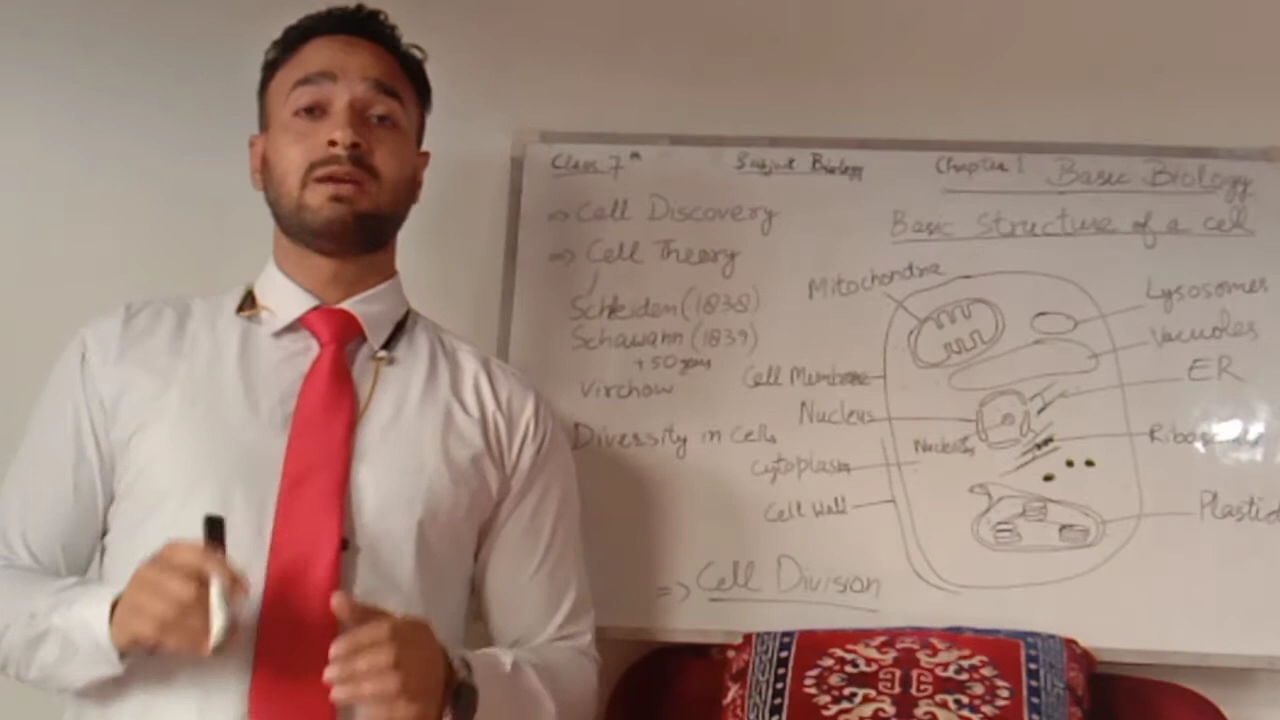 Class 7th Subject Biology Chapter 1 Basic Biology
=> Cell Discovery
=> Cell Theory
Schleiden (1838)
Schawann (1839)
+50 years
Virchow
Diversity in Cells
=> Cell Division
Basic Structure of a cell
Mitochondria
Cell Membrane
Nucleus
Cytoplasm
Cell Wall
Lysosomes
Vacuoles
ER
Plastid